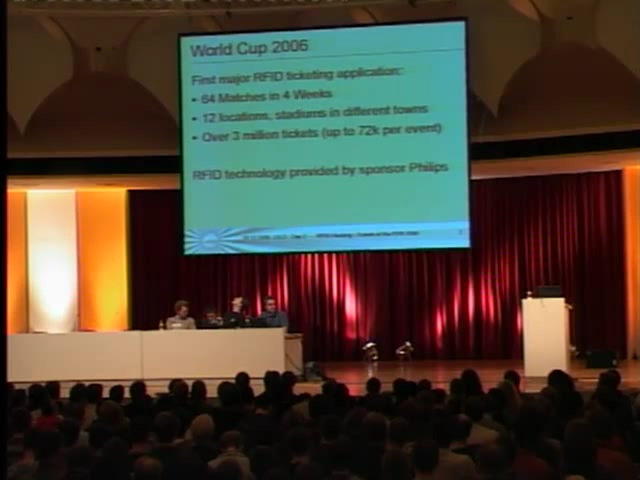 World Cup 2006
First major RFID ticketing application:
• 64 Matches in 4 Weeks
• 12 locations, stadiums in different towns
• Over 3 million tickets (up to 72k per event)
RFID technology provided by sponsor Philips